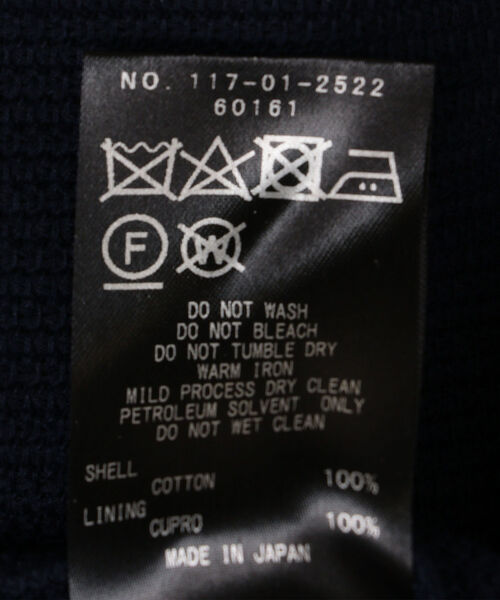 NO. 117-01-2522
60161
F W
DO NOT WASH
DO NOT BLEACH
DO NOT TUMBLE DRY
WARM IRON
MILD PROCESS DRY CLEAN
PETROLEUM SOLVENT ONLY
DO NOT WET CLEAN
SHELL
COTTON 100%
LINING
CUPRO 100%
MADE IN JAPAN